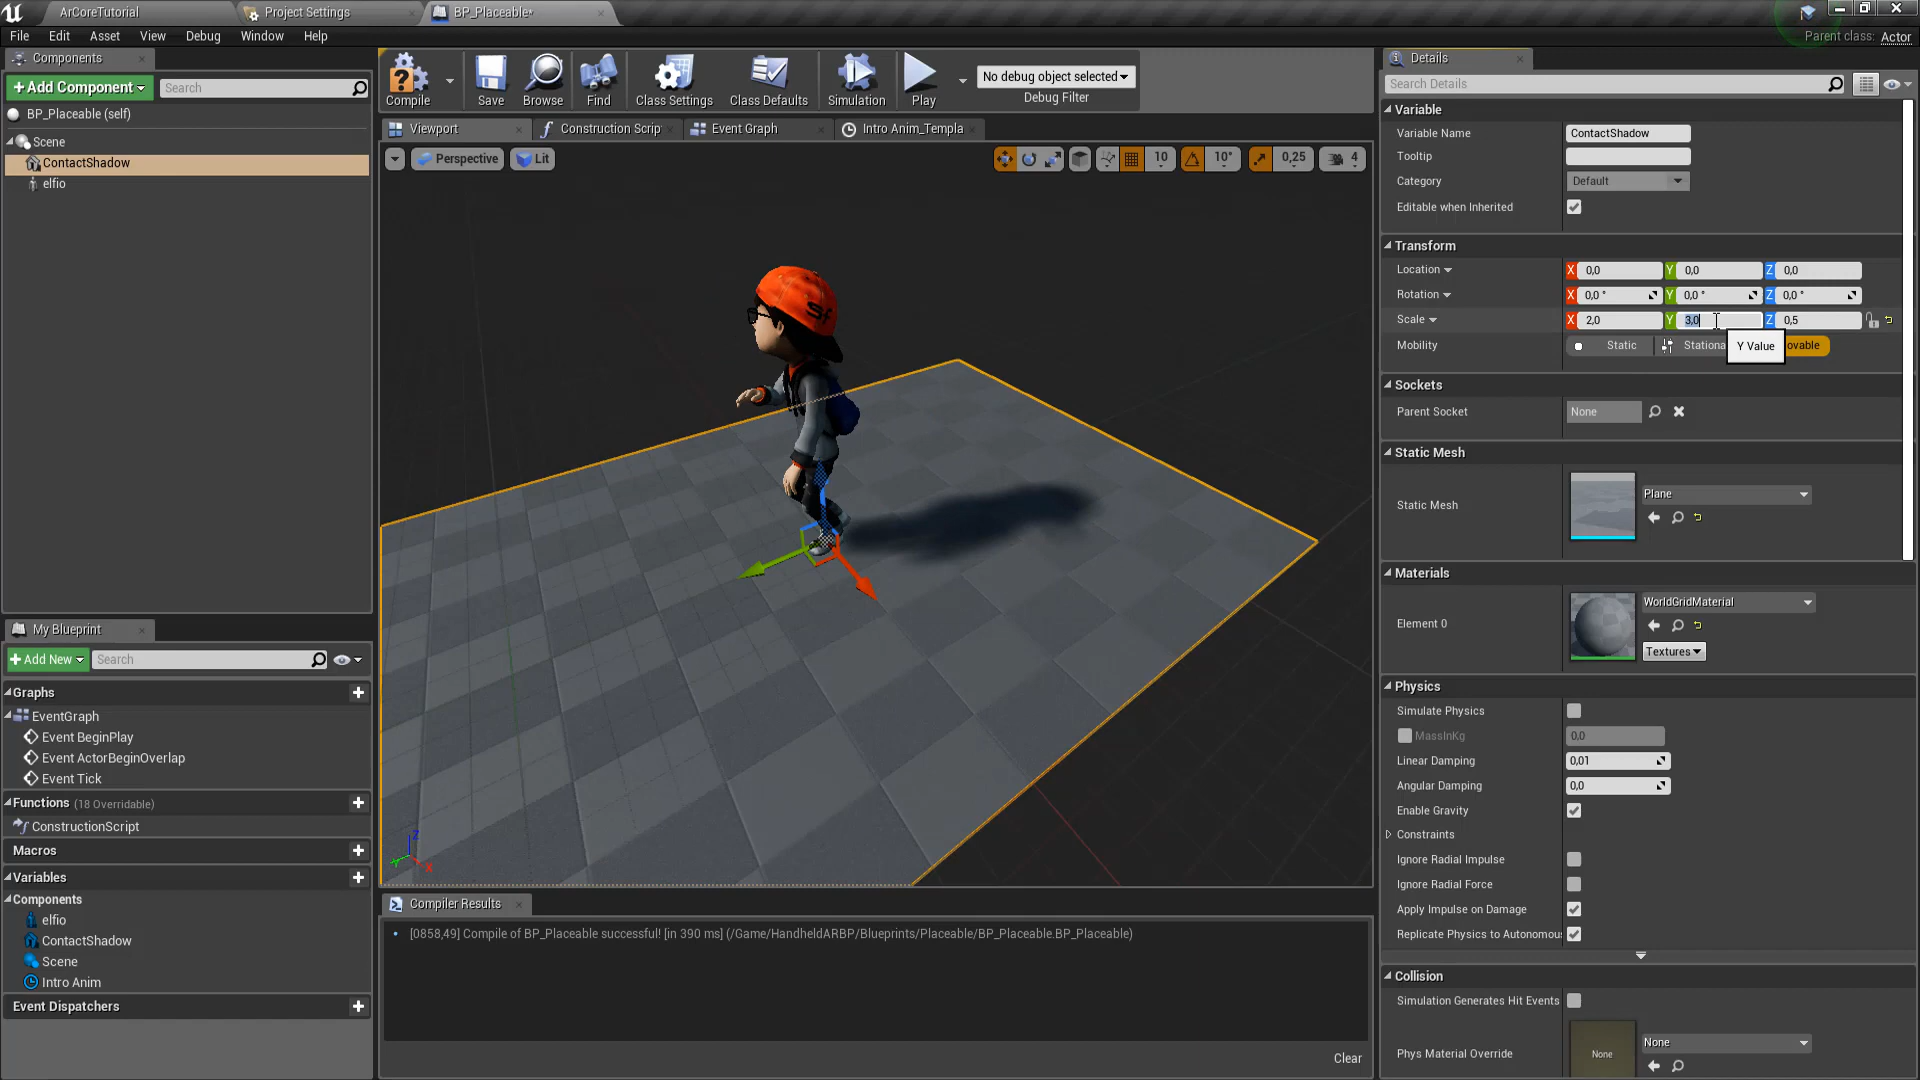 ArCoreTutorial
Project Settings
BP_Placeable*
File Edit Asset View Debug Window Help
Parent class: Actor
Components
+Add Component
Search
BP_Placeable (self)
Scene
ContactShadow
elfio
Compile
Save
Browse
Find
Class Settings
Class Defaults
Simulation
Play
No debug object selected
Debug Filter
Viewport
Construction Scrip
Event Graph
Intro Anim_Templa
Perspective
Lit
10
10°
0,25
4
Sf
Z
X
My Blueprint
+Add New
Search
Graphs
EventGraph
Event BeginPlay
Event ActorBeginOverlap
Event Tick
Functions (18 Overridable)
ConstructionScript
Macros
Variables
Components
elfio
ContactShadow
Scene
Intro Anim
Event Dispatchers
Compiler Results
[0858,49] Compile of BP_Placeable successful! [in 390 ms] (/Game/HandheldARBP/Blueprints/Placeable/BP_Placeable.BP_Placeable)
Clear
Details
Search Details
Variable
Variable Name ContactShadow
Tooltip
Category Default
Editable when Inherited
Transform
Location X 0,0 Y 0,0 Z 0,0
Rotation X 0,0 ° Y 0,0 ° Z 0,0 °
Scale X 2,0 Y 3,0 Z 0,5
Mobility Static Stationa ovable
Y Value
Sockets
Parent Socket None
Static Mesh
Static Mesh Plane
Materials
Element 0 WorldGridMaterial
Textures
Physics
Simulate Physics
MassInKg 0,0
Linear Damping 0,01
Angular Damping 0,0
Enable Gravity
Constraints
Ignore Radial Impulse
Ignore Radial Force
Apply Impulse on Damage
Replicate Physics to Autonomou
Collision
Simulation Generates Hit Events
Phys Material Override None None